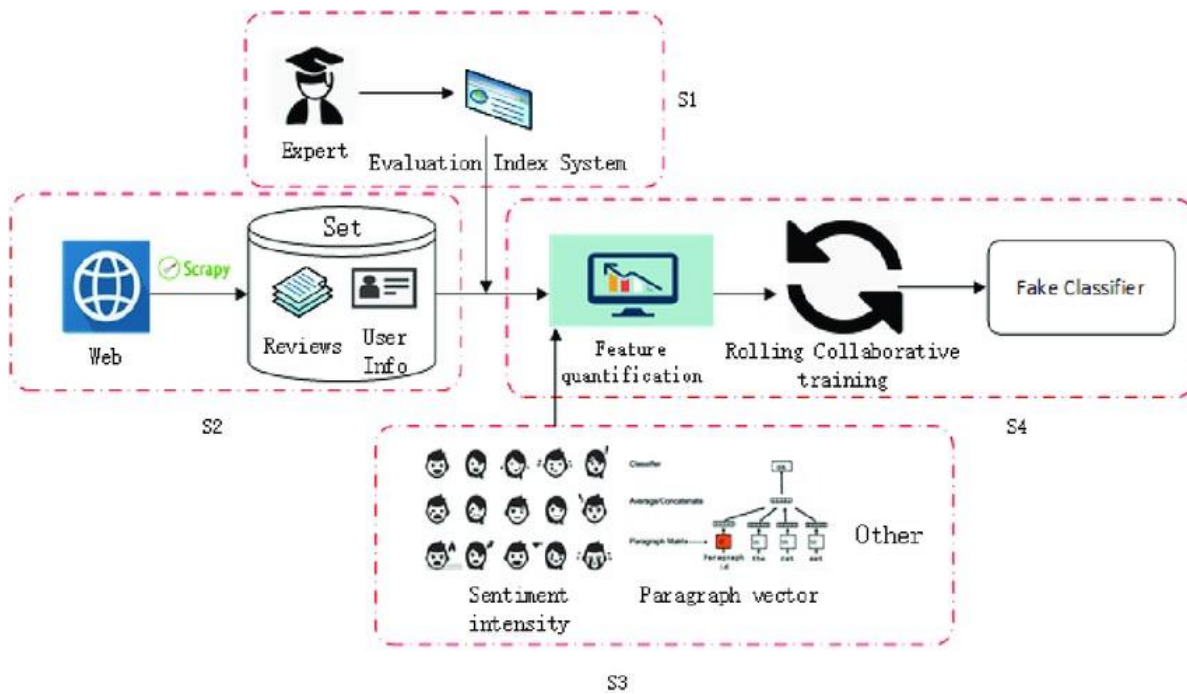 S1
Expert
Evaluation Index System
Set
Scrapy
Reviews
User
Info
Web
S2
Feature
quantification
Rolling Collaborative
training
Fake Classifier
S4
Classifier
Average/Concatenate
Paragraph Matrix
Paragraph
id
the
cat
sat
Sentiment
intensity
Paragraph vector
Other
S3